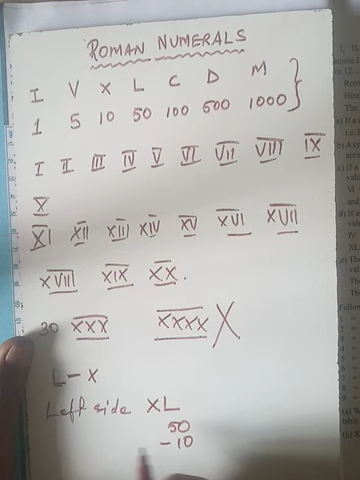 ROMAN NUMERALS
I V X L C D M }
1 5 10 50 100 500 1000
I II III IV V VI VII VIII IX
X
XI XII XIII XIV XV XVI XVII
XVIII XIX XX.
30 XXX XXXX X
L - X
Left side XL
50
-10